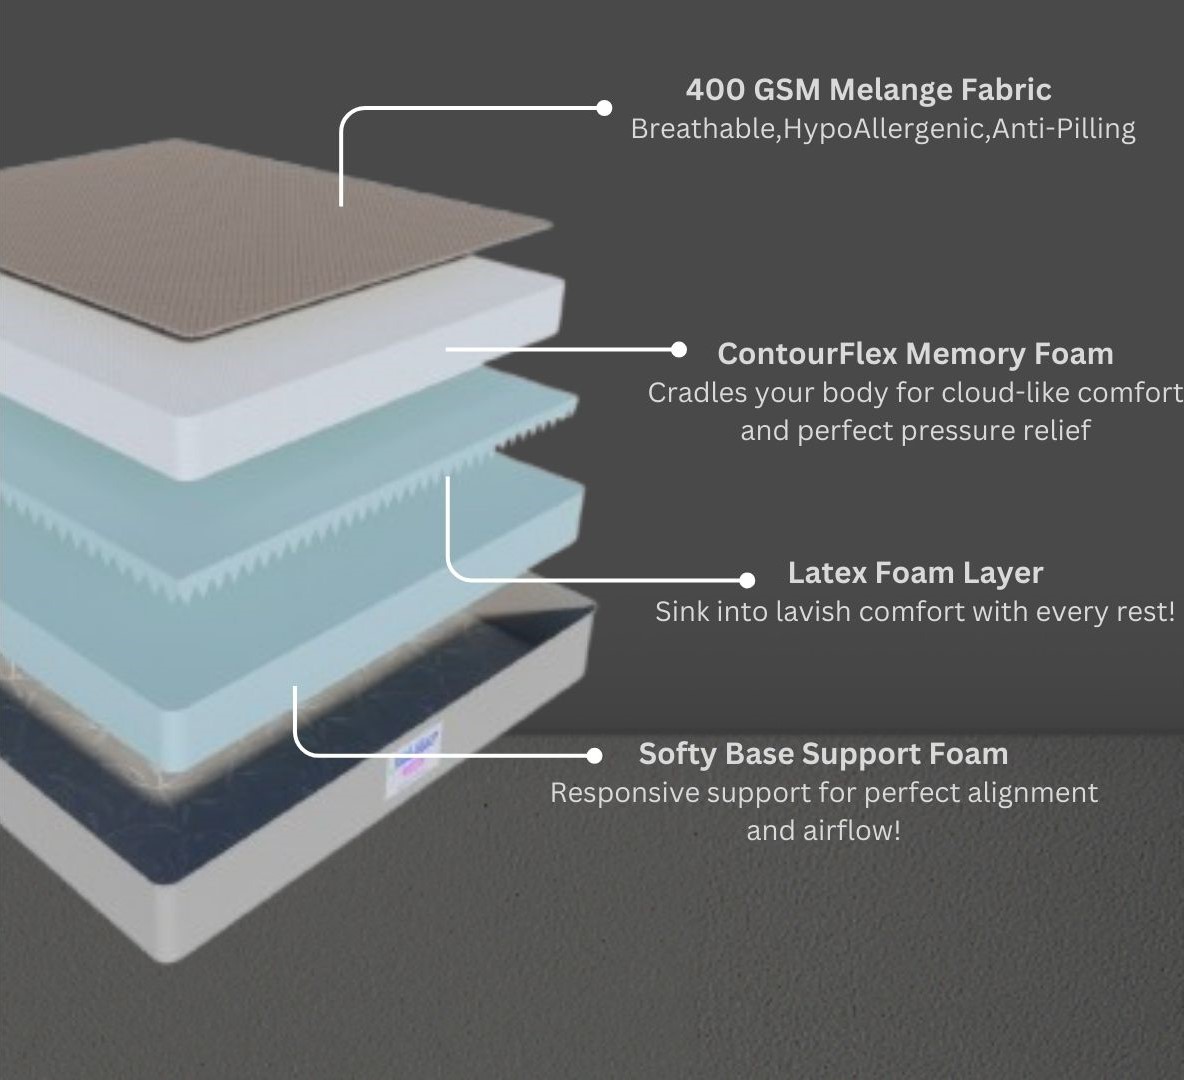 400 GSM Melange Fabric
Breathable,HypoAllergenic,Anti-Pilling
ContourFlex Memory Foam
Cradles your body for cloud-like comfort
and perfect pressure relief
Latex Foam Layer
Sink into lavish comfort with every rest!
Softy Base Support Foam
Responsive support for perfect alignment
and airflow!